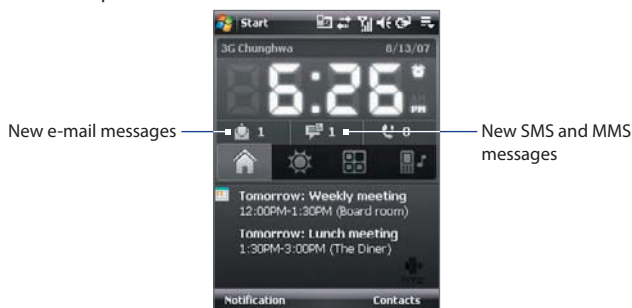 Start
3G Chunghwa 8/13/07
6:26 PM
1 1 0
New e-mail messages
New SMS and MMS
messages
Tomorrow: Weekly meeting
12:00PM-1:30PM (Board room)
Tomorrow: Lunch meeting
1:30PM-3:00PM (The Diner)
Notification Contacts